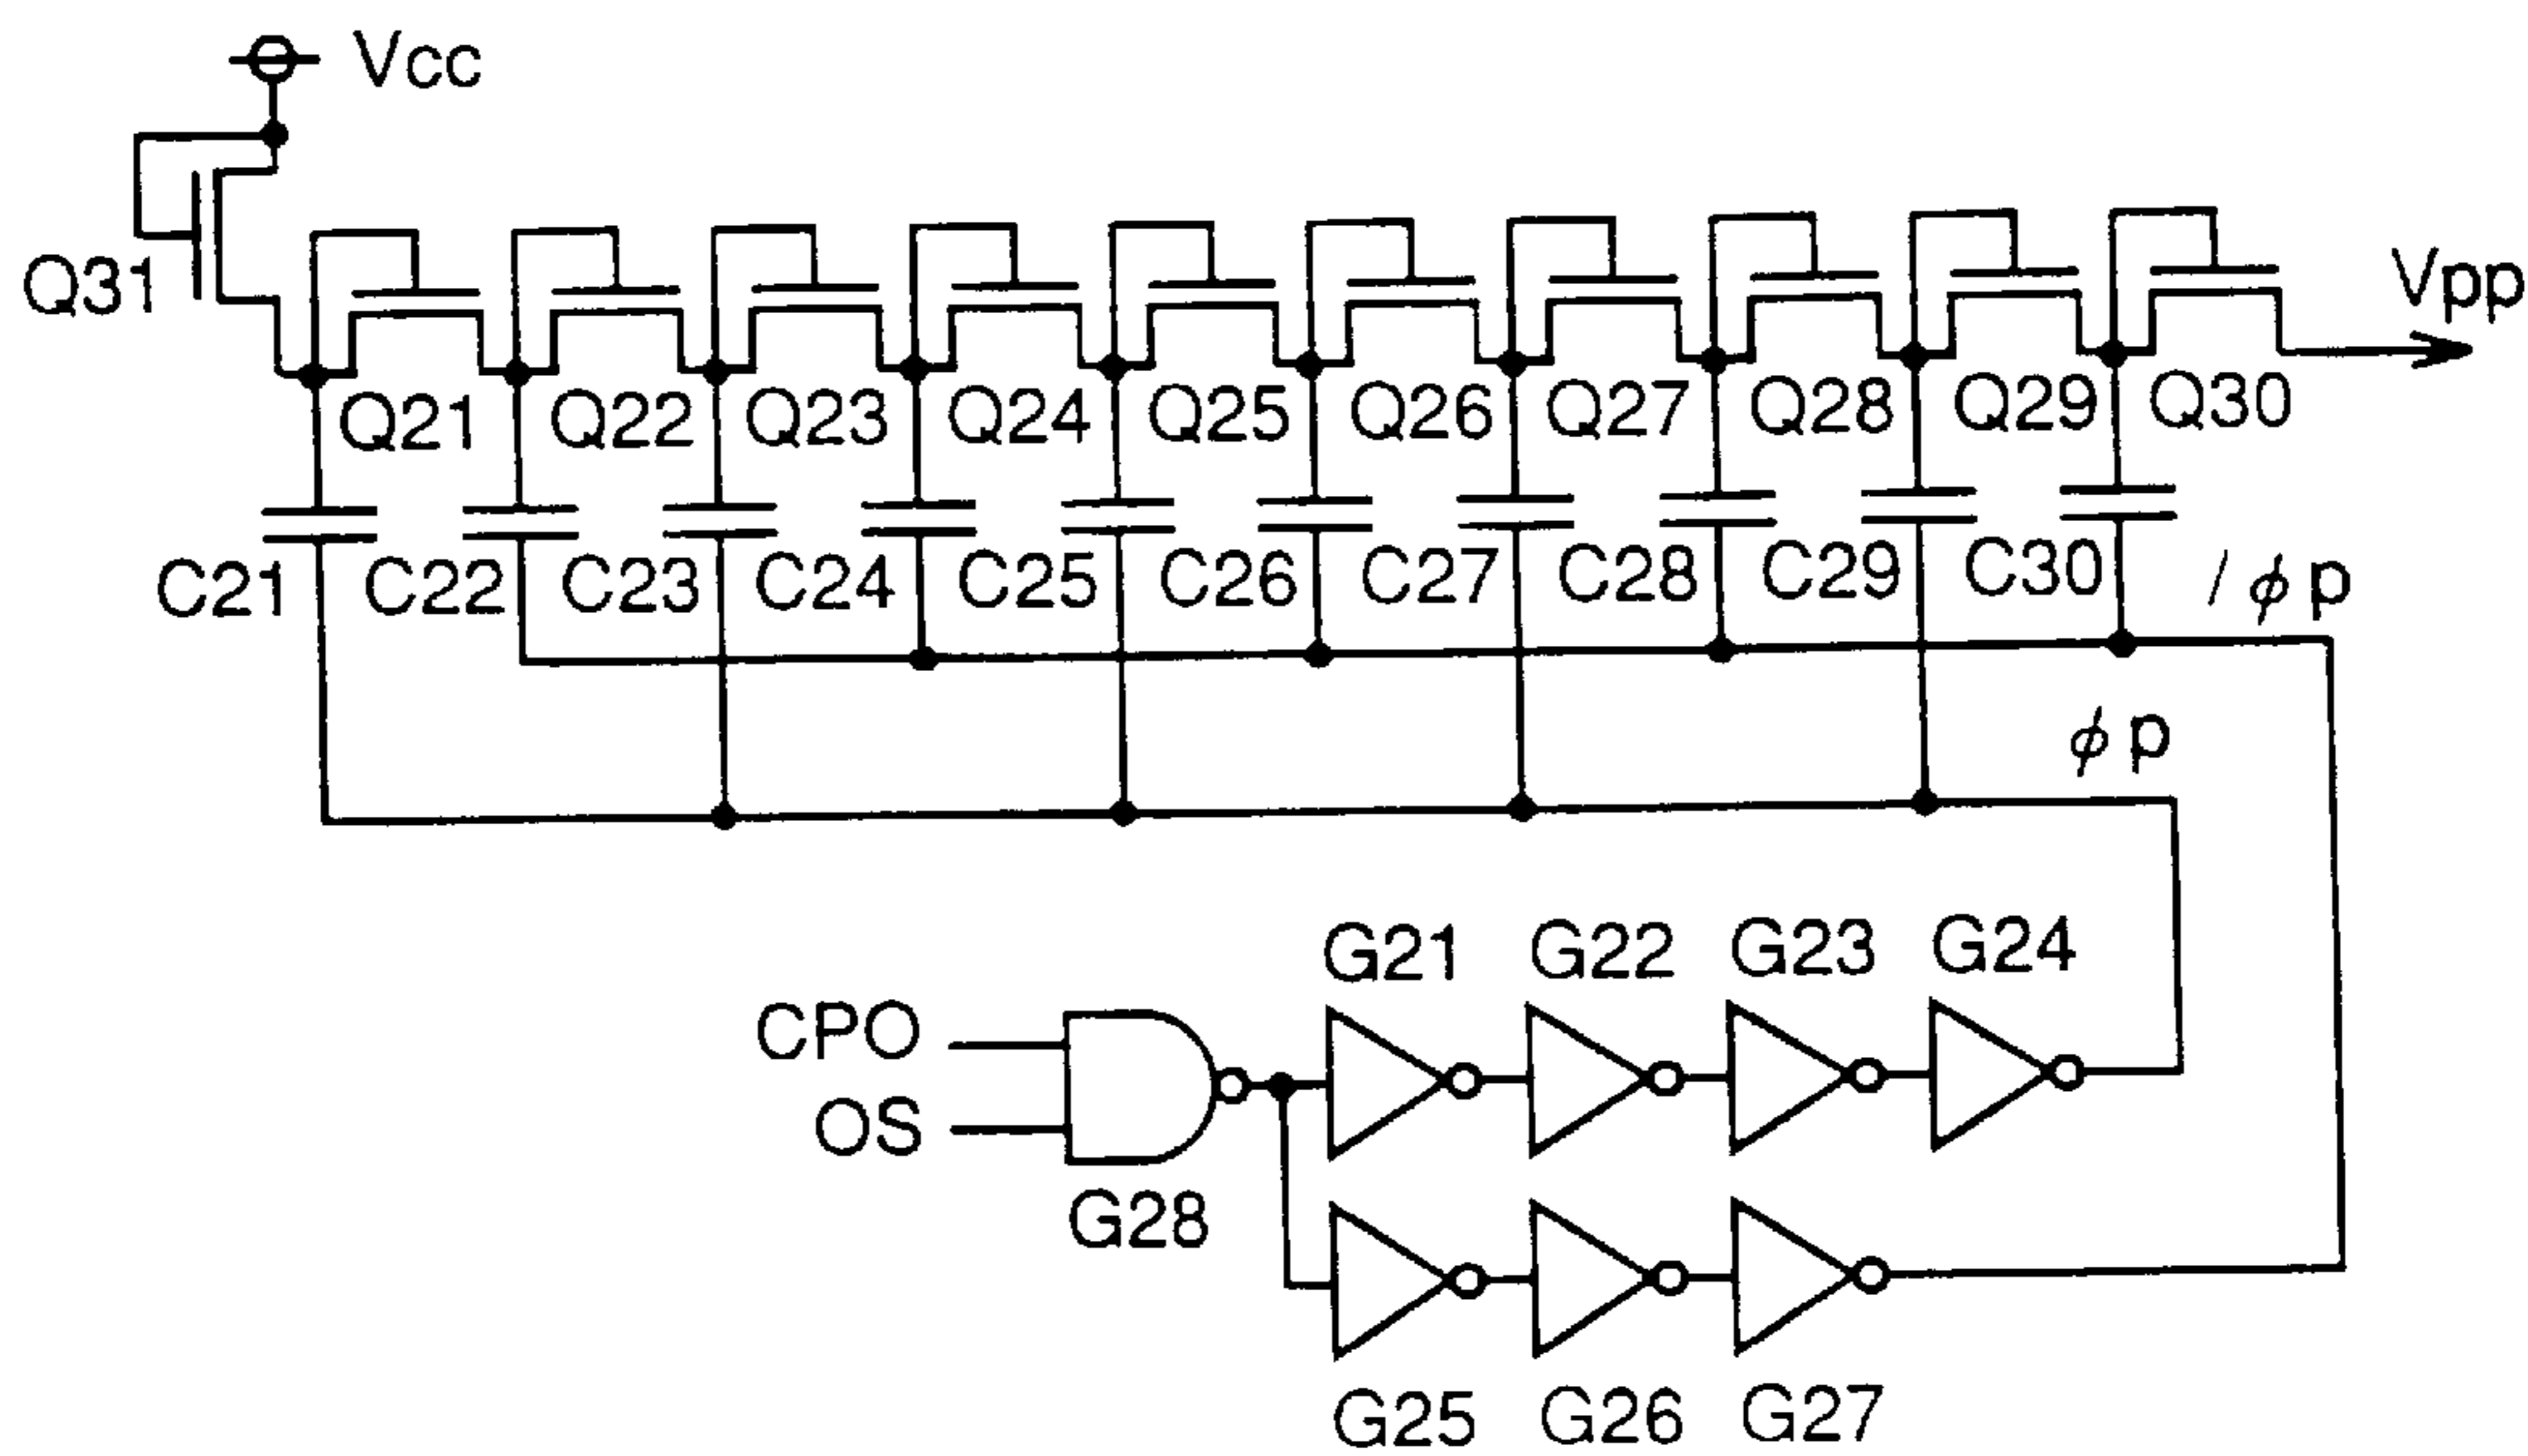 Vcc
Q31
Vpp
Q21 Q22 Q23 Q24 Q25 Q26 Q27 Q28 Q29 Q30
C21 C22 C23 C24 C25 C26 C27 C28 C29 C30
/ϕp
ϕp
G21 G22 G23 G24
CPO
OS
G28
G25 G26 G27